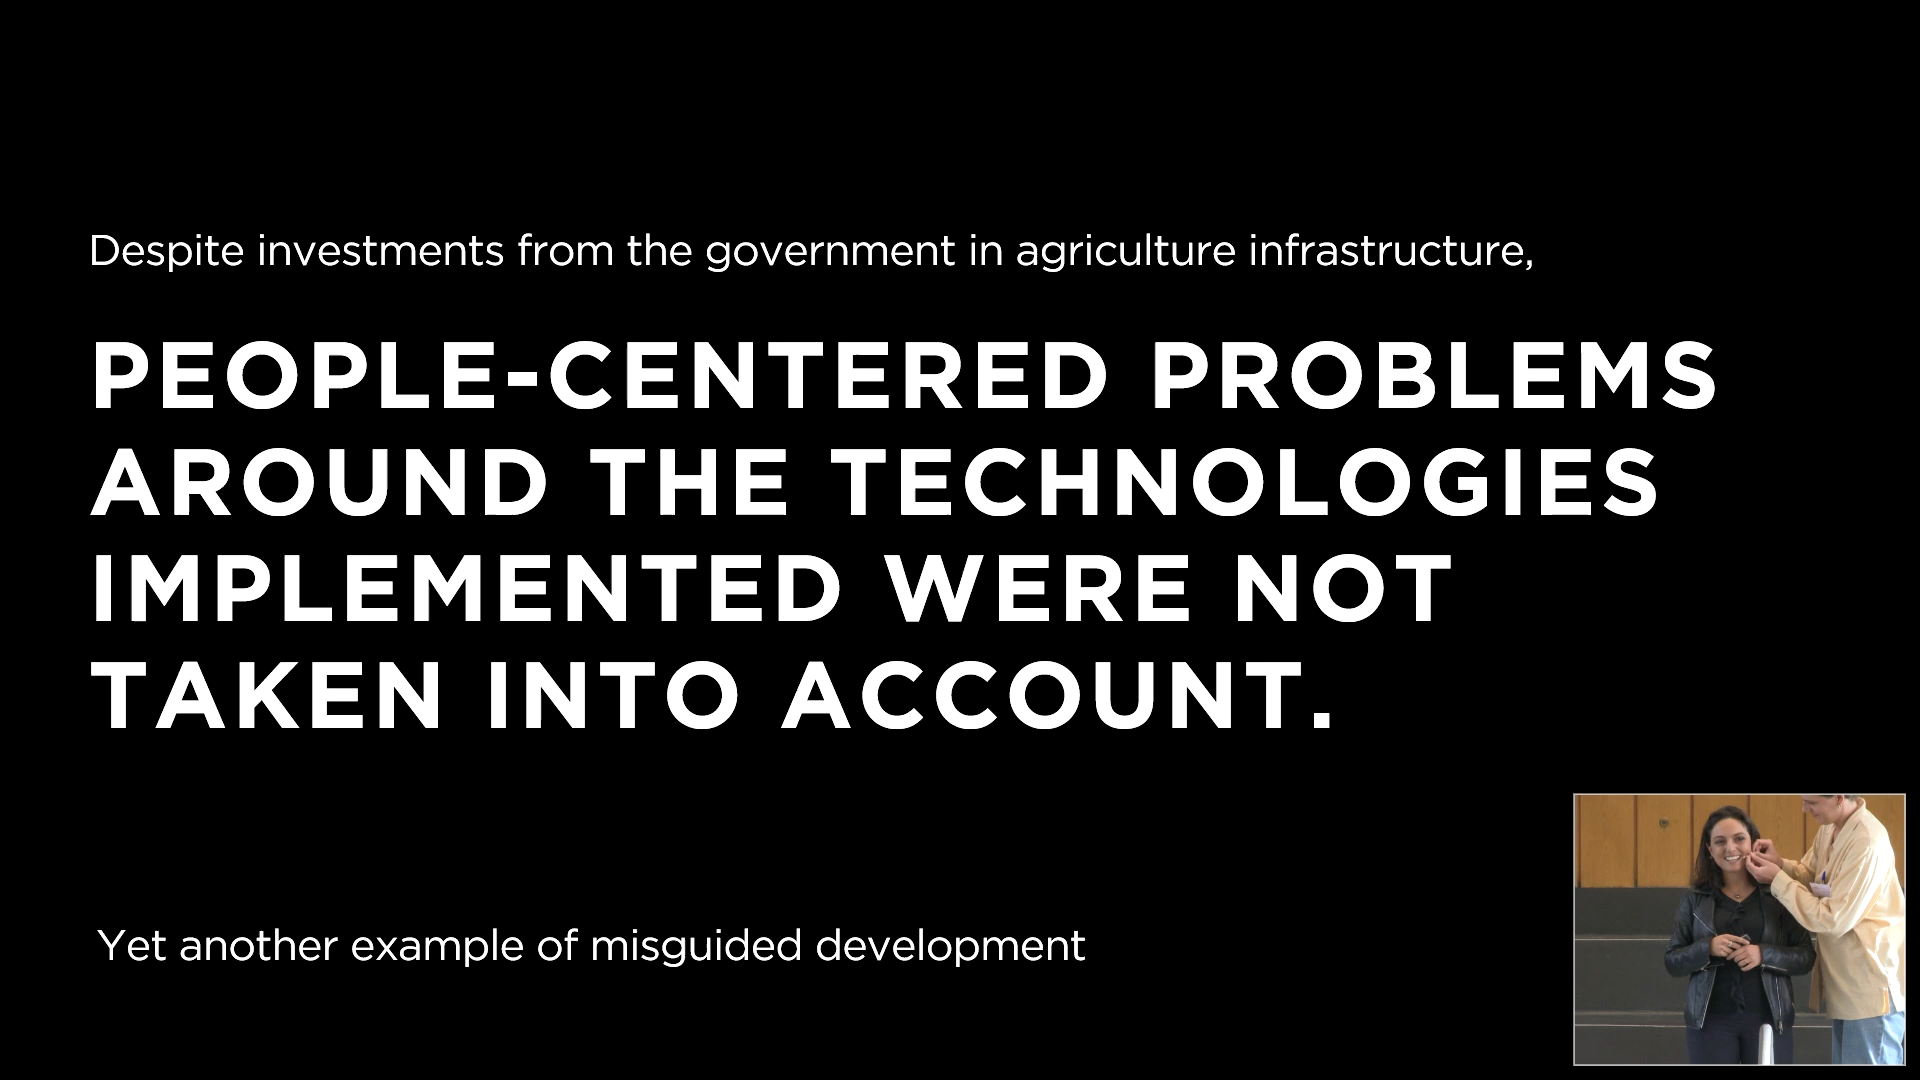 Despite investments from the government in agriculture infrastructure,
PEOPLE-CENTERED PROBLEMS
AROUND THE TECHNOLOGIES
IMPLEMENTED WERE NOT
TAKEN INTO ACCOUNT.
Yet another example of misguided development